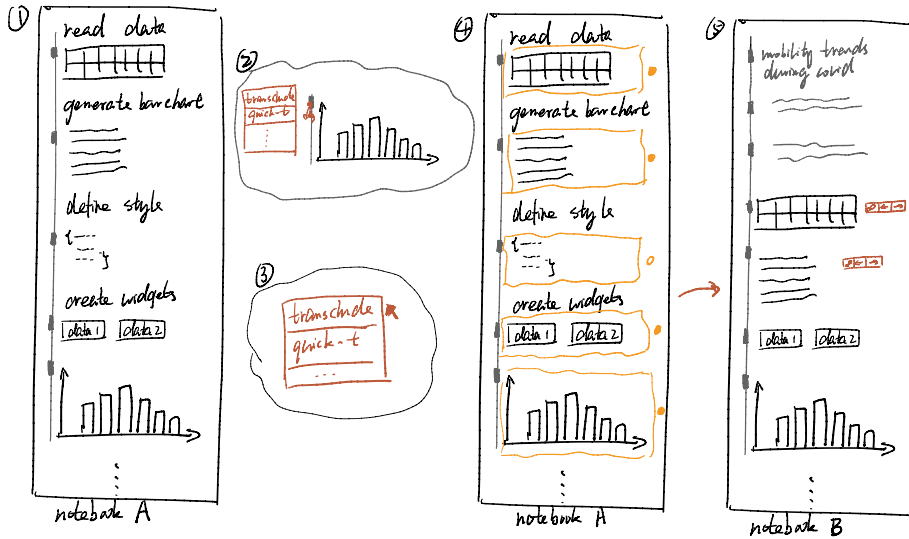 ①
read data
generate barchart
define style
{
}
create widgets
data 1 data 2
notebook A
②
transclude
quick-t
③
transclude
quick-t
...
④
read data
generate barchart
define style
{
}
create widgets
data 1 data 2
notebook A
⑤
mobility trends
during covid
data 1 data 2
notebook B